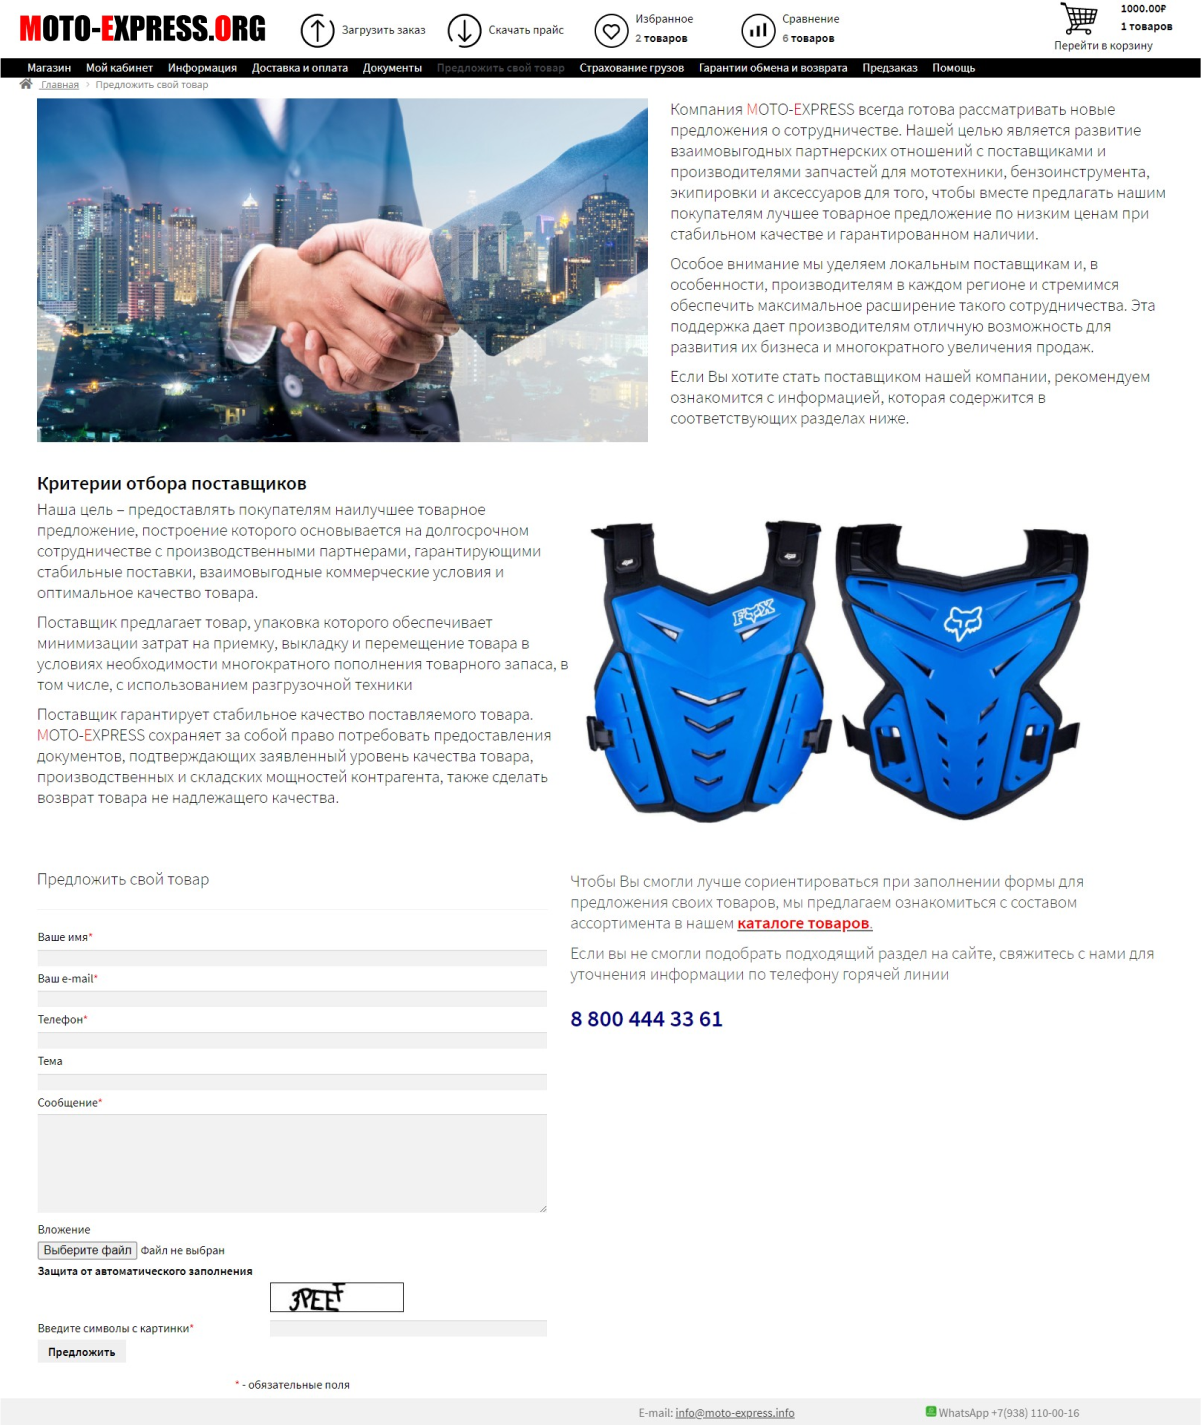 MOTO-EXPRESS.ORG
Загрузить заказ
Скачать прайс
Избранное
2 товаров
Сравнение
6 товаров
1000.00₽
1 товаров
Перейти в корзину
Магазин Мой кабинет Информация Доставка и оплата Документы Предложить свой товар Страхование грузов Гарантии обмена и возврата Предзаказ Помощь
Главная > Предложить свой товар
Компания MOTO-EXPRESS всегда готова рассматривать новые
предложения о сотрудничестве. Нашей целью является развитие
взаимовыгодных партнерских отношений с поставщиками и
производителями запчастей для мототехники, бензоинструмента,
экипировки и аксессуаров для того, чтобы вместе предлагать нашим
покупателям лучшее товарное предложение по низким ценам при
стабильном качестве и гарантированном наличии.
Особое внимание мы уделяем локальным поставщикам и, в
особенности, производителям в каждом регионе и стремимся
обеспечить максимальное расширение такого сотрудничества. Эта
поддержка дает производителям отличную возможность для
развития их бизнеса и многократного увеличения продаж.
Если Вы хотите стать поставщиком нашей компании, рекомендуем
ознакомится с информацией, которая содержится в
соответствующих разделах ниже.
Критерии отбора поставщиков
Наша цель – предоставлять покупателям наилучшее товарное
предложение, построение которого основывается на долгосрочном
сотрудничестве с производственными партнерами, гарантирующими
стабильные поставки, взаимовыгодные коммерческие условия и
оптимальное качество товара.
Поставщик предлагает товар, упаковка которого обеспечивает
минимизации затрат на приемку, выкладку и перемещение товара в
условиях необходимости многократного пополнения товарного запаса, в
том числе, с использованием разгрузочной техники
Поставщик гарантирует стабильное качество поставляемого товара.
MOTO-EXPRESS сохраняет за собой право потребовать предоставления
документов, подтверждающих заявленный уровень качества товара,
производственных и складских мощностей контрагента, также сделать
возврат товара не надлежащего качества.
FOX
Предложить свой товар
Ваше имя*
Ваш e-mail*
Телефон*
Тема
Сообщение*
Вложение
Выберите файл Файл не выбран
Защита от автоматического заполнения
3PEET
Введите символы с картинки*
Предложить
* - обязательные поля
Чтобы Вы смогли лучше сориентироваться при заполнении формы для
предложения своих товаров, мы предлагаем ознакомиться с составом
ассортимента в нашем каталоге товаров.
Если вы не смогли подобрать подходящий раздел на сайте, свяжитесь с нами для
уточнения информации по телефону горячей линии
8 800 444 33 61
E-mail: info@moto-express.info
WhatsApp +7(938) 110-00-16